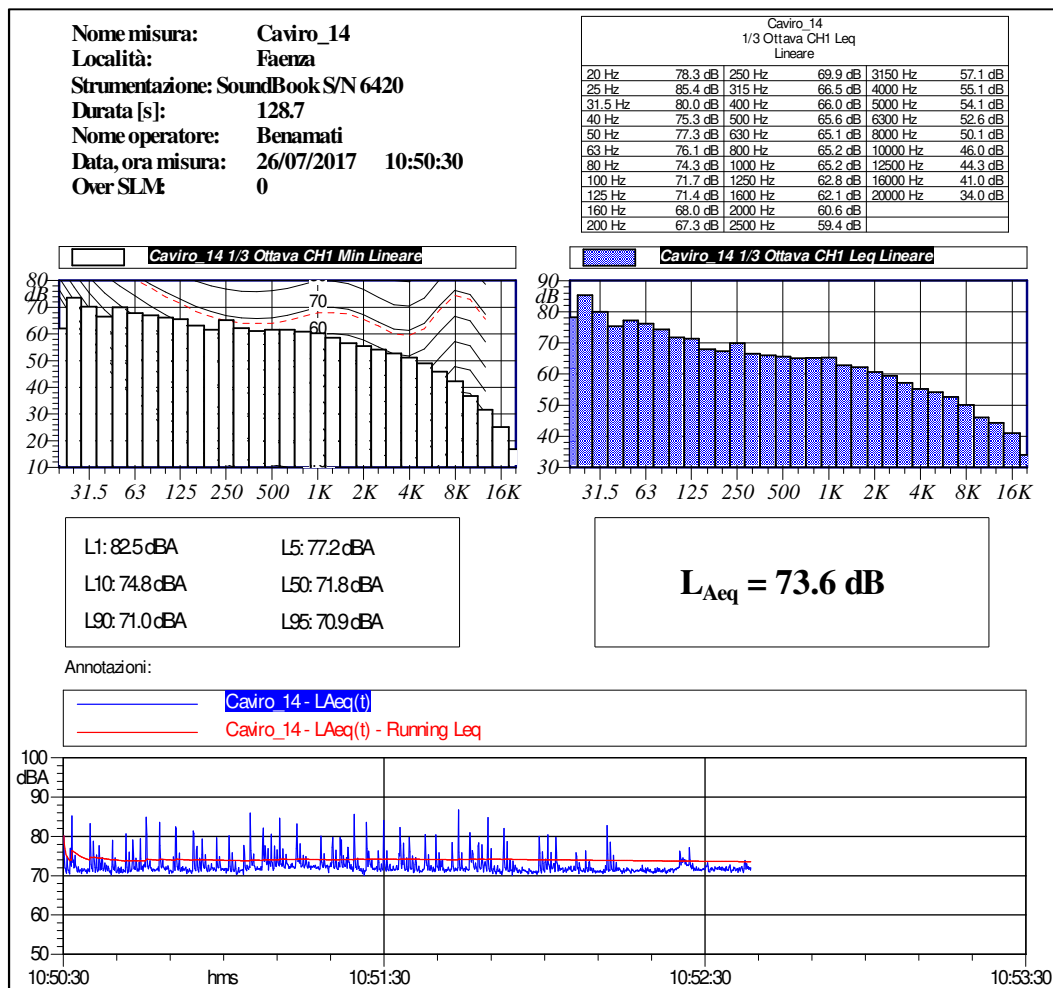 Nome misura: Caviro_14
Località: Faenza
Strumentazione: SoundBook S/N 6420
Durata [s]: 128.7
Nome operatore: Benamati
Data, ora misura: 26/07/2017 10:50:30
Over SLM: 0
Caviro_14
1/3 Ottava CH1 Leq
Lineare
20 Hz 78.3 dB 250 Hz 69.9 dB 3150 Hz 57.1 dB
25 Hz 85.4 dB 315 Hz 66.5 dB 4000 Hz 55.1 dB
31.5 Hz 80.0 dB 400 Hz 66.0 dB 5000 Hz 54.1 dB
40 Hz 75.3 dB 500 Hz 65.6 dB 6300 Hz 52.6 dB
50 Hz 77.3 dB 630 Hz 65.1 dB 8000 Hz 50.1 dB
63 Hz 76.1 dB 800 Hz 65.2 dB 10000 Hz 46.0 dB
80 Hz 74.3 dB 1000 Hz 65.2 dB 12500 Hz 44.3 dB
100 Hz 71.7 dB 1250 Hz 62.8 dB 16000 Hz 41.0 dB
125 Hz 71.4 dB 1600 Hz 62.1 dB 20000 Hz 34.0 dB
160 Hz 68.0 dB 2000 Hz 60.6 dB
200 Hz 67.3 dB 2500 Hz 59.4 dB
Caviro_14 1/3 Ottava CH1 Min Lineare
80
dB
70
60
50
40
30
20
10
70
60
31.5 63 125 250 500 1K 2K 4K 8K 16K
Caviro_14 1/3 Ottava CH1 Leq Lineare
90
dB
80
70
60
50
40
30
31.5 63 125 250 500 1K 2K 4K 8K 16K
L1: 82.5 dBA L5: 77.2 dBA
L10: 74.8 dBA L50: 71.8 dBA
L90: 71.0 dBA L95: 70.9 dBA
LAeq = 73.6 dB
Annotazioni:
Caviro_14 - LAeq(t)
Caviro_14 - LAeq(t) - Running Leq
100
dBA
90
80
70
60
50
10:50:30 hms 10:51:30 10:52:30 10:53:30